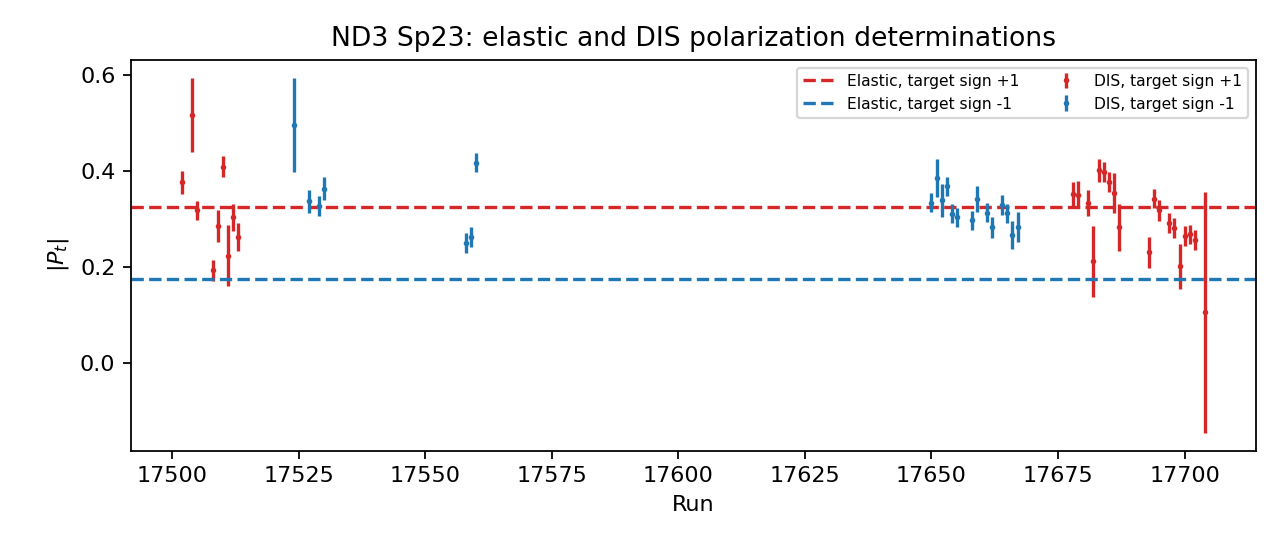 ND3 Sp23: elastic and DIS polarization determinations
Elastic, target sign +1
Elastic, target sign -1
DIS, target sign +1
DIS, target sign -1
|P_t|
0.6
0.4
0.2
0.0
17500 17525 17550 17575 17600 17625 17650 17675 17700
Run